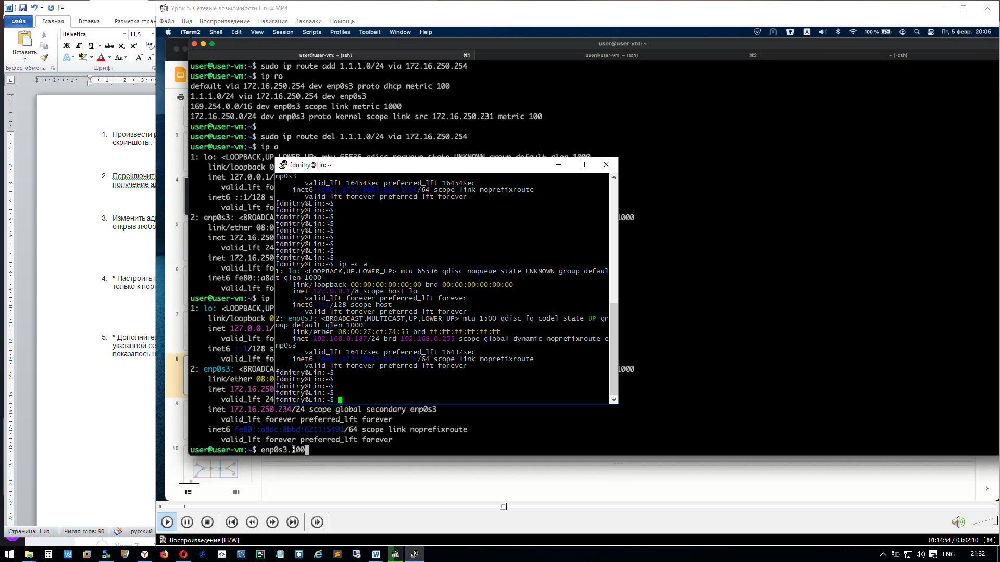 Урок 5. Сетевые возможности Linux.MP4
Файл
Главная
Вставка
Разметка стран
Файл Вид Воспроизведение Навигация Закладки Помощь
iTerm2 Shell Edit View Session Scripts Profiles Toolbelt Window Help
100 %
Пт, 5 февр. 20:05
Helvetica
11,5
Вставить
Буфер обмена
Шрифт
user@user-vm: ~
user@user-vm: ~ (ssh) ⌘1
user@user-vm: ~ (ssh) ⌘2
~ (-zsh)
user@user-vm:~$ sudo ip route add 1.1.1.0/24 via 172.16.250.254
user@user-vm:~$ ip ro
default via 172.16.250.254 dev enp0s3 proto dhcp metric 100
1.1.1.0/24 via 172.16.250.254 dev enp0s3
169.254.0.0/16 dev enp0s3 scope link metric 1000
172.16.250.0/24 dev enp0s3 proto kernel scope link src 172.16.250.231 metric 100
user@user-vm:~$
user@user-vm:~$ sudo ip route del 1.1.1.0/24 via 172.16.250.254
user@user-vm:~$ ip a
1: lo: <LOOPBACK,UP,LOWER_UP> mtu 65536 qdisc noqueue state UNKNOWN group default qlen 1000
link/loopback 0
inet 127.0.0.1/
valid_lft fo
inet6 ::1/128 s
valid_lft fo
2: enp0s3: <BROADCA
1000
link/ether 08:0
inet 172.16.250
valid_lft 24
inet 172.16.250
valid_lft fo
inet6 fe80::a8d
valid_lft fo
user@user-vm:~$ ip
1: lo: <LOOPBACK,UP
link/loopback 0
inet 127.0.0.1/
valid_lft fo
inet6 ::1/128 s
valid_lft fo
2: enp0s3: <BROADCA
1000
link/ether 08:0
inet 172.16.250
valid_lft 24
inet 172.16.250.234/24 scope global secondary enp0s3
valid_lft forever preferred_lft forever
inet6 fe80::a8dc:8bbd:6211:5491/64 scope link noprefixroute
valid_lft forever preferred_lft forever
user@user-vm:~$ enp0s3.100
fdmitry@Lin: ~
np0s3
valid_lft 16454sec preferred_lft 16454sec
inet6 fe80::1727:bb53:aa4:2434/64 scope link noprefixroute
valid_lft forever preferred_lft forever
fdmitry@Lin:~$
fdmitry@Lin:~$
fdmitry@Lin:~$
fdmitry@Lin:~$
fdmitry@Lin:~$
fdmitry@Lin:~$
fdmitry@Lin:~$
fdmitry@Lin:~$
fdmitry@Lin:~$
fdmitry@Lin:~$ ip -c a
1: lo: <LOOPBACK,UP,LOWER_UP> mtu 65536 qdisc noqueue state UNKNOWN group defaul
t qlen 1000
link/loopback 00:00:00:00:00:00 brd 00:00:00:00:00:00
inet 127.0.0.1/8 scope host lo
valid_lft forever preferred_lft forever
inet6 ::1/128 scope host
valid_lft forever preferred_lft forever
2: enp0s3: <BROADCAST,MULTICAST,UP,LOWER_UP> mtu 1500 qdisc fq_codel state UP gr
oup default qlen 1000
link/ether 08:00:27:cf:74:55 brd ff:ff:ff:ff:ff:ff
inet 192.168.0.187/24 brd 192.168.0.255 scope global dynamic noprefixroute e
np0s3
valid_lft 16437sec preferred_lft 16437sec
inet6 fe80::1727:bb53:aa4:2434/64 scope link noprefixroute
valid_lft forever preferred_lft forever
fdmitry@Lin:~$
fdmitry@Lin:~$
fdmitry@Lin:~$
fdmitry@Lin:~$
fdmitry@Lin:~$
1. Произвести р
скриншоты.
2. Переключить
получение ад
3. Изменить ад
открыв любо
4. * Настроить
только к порт
5. * Дополните
указанной се
показалось н
3
4
5
6
7
8
9
10
Страница: 1 из 1
Число слов: 90
русский
Урок 7
Воспроизведение [H/W]
01:14:54 / 03:02:10
ENG
21:32